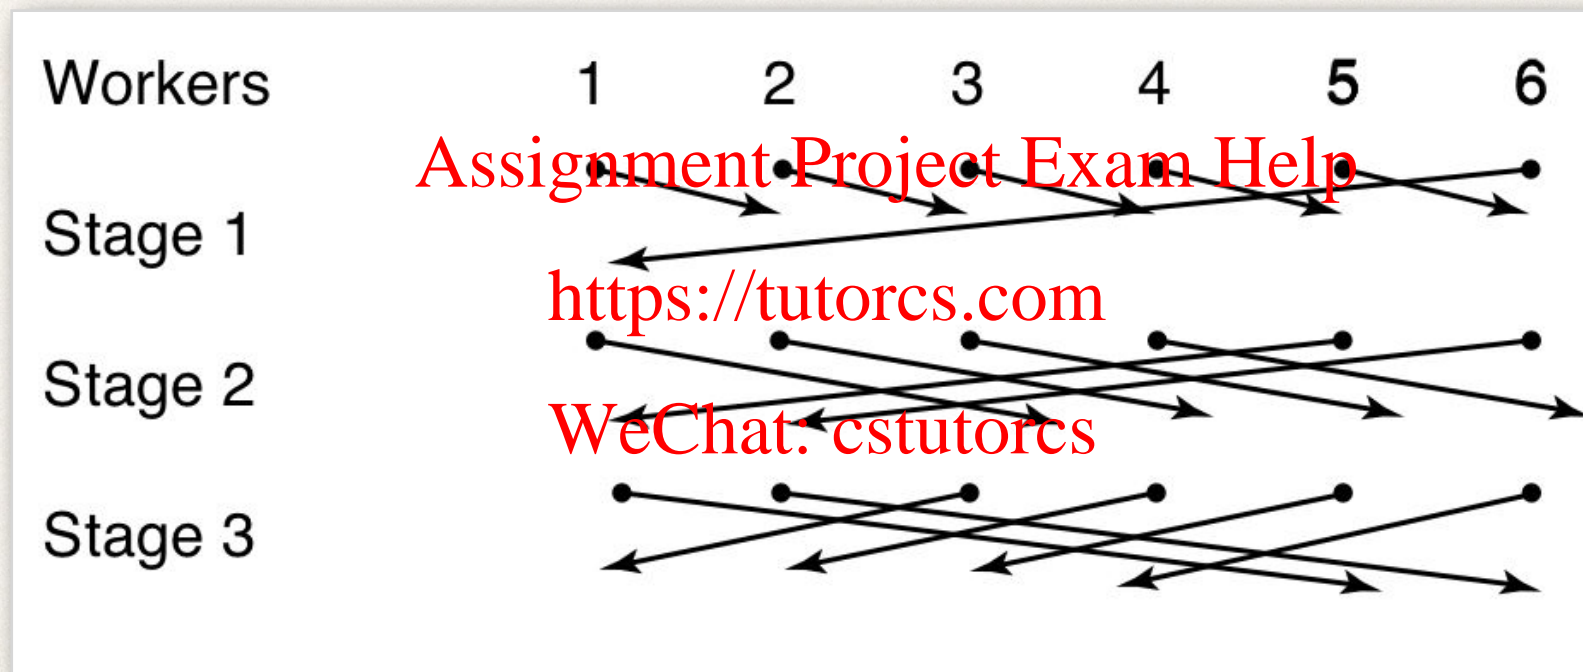 Workers 1 2 3 4 5 6
Assignment Project Exam Help
Stage 1
https://tutorcs.com
Stage 2
WeChat: cstutorcs
Stage 3